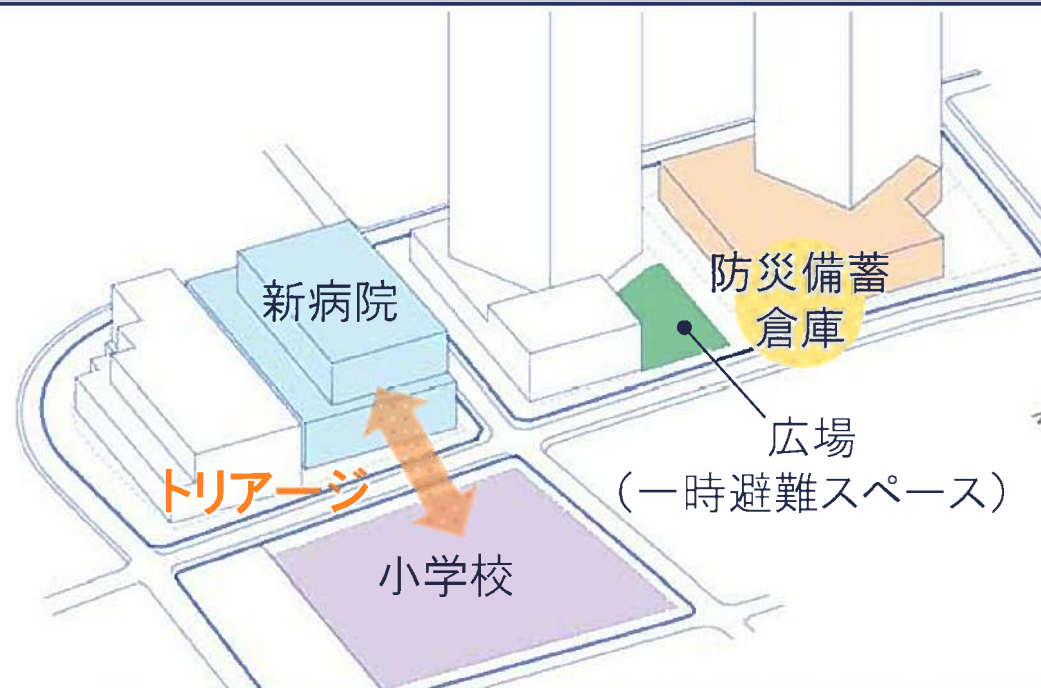 新病院
防災備蓄
倉庫
広場
（一時避難スペース）
トリアージ
小学校